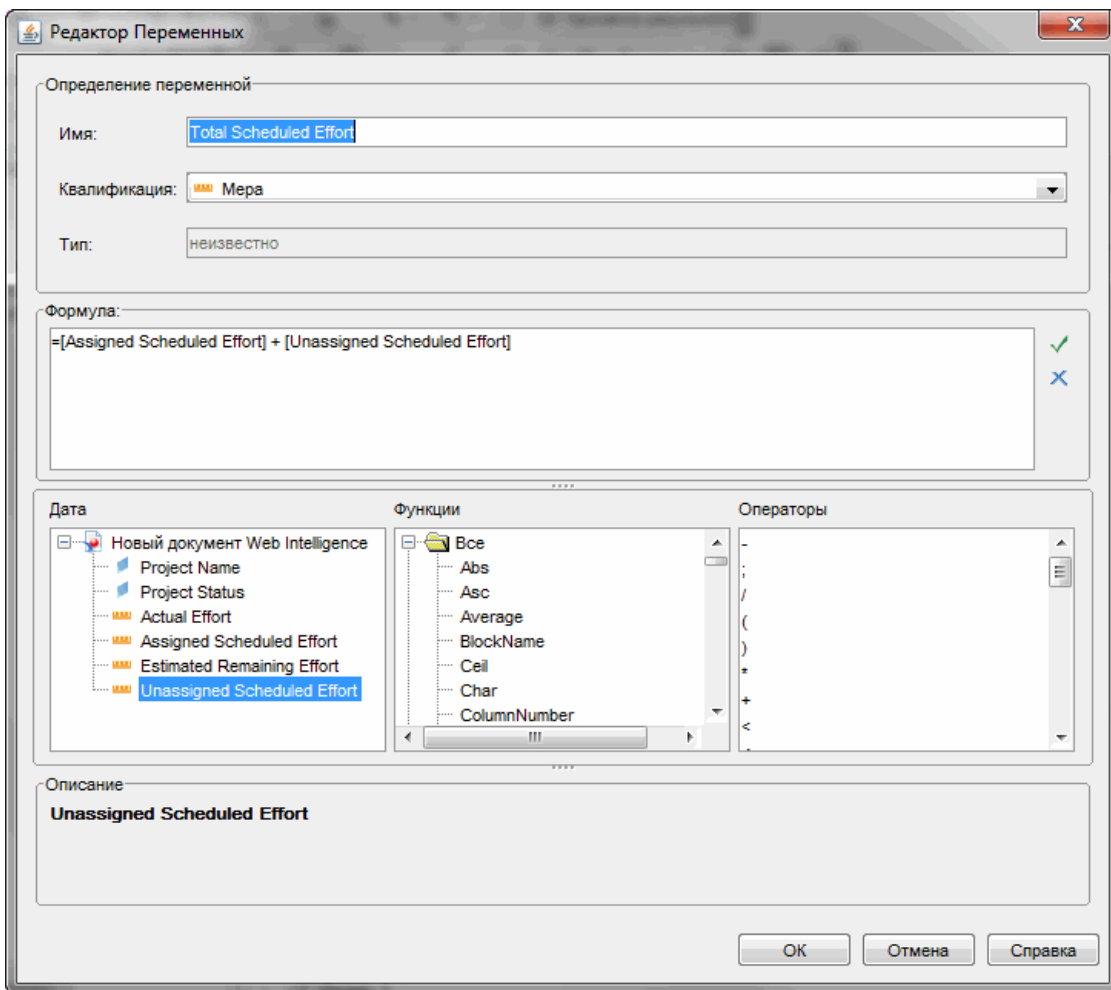 Редактор Переменных
Определение переменной
Имя:
Total Scheduled Effort
Квалификация:
Мера
Тип:
неизвестно
Формула:
=[Assigned Scheduled Effort] + [Unassigned Scheduled Effort]
Дата
Новый документ Web Intelligence
Project Name
Project Status
Actual Effort
Assigned Scheduled Effort
Estimated Remaining Effort
Unassigned Scheduled Effort
Функции
Все
Abs
Asc
Average
BlockName
Ceil
Char
ColumnNumber
Операторы
-
;
/
(
)
*
+
<
Описание
Unassigned Scheduled Effort
ОК
Отмена
Справка